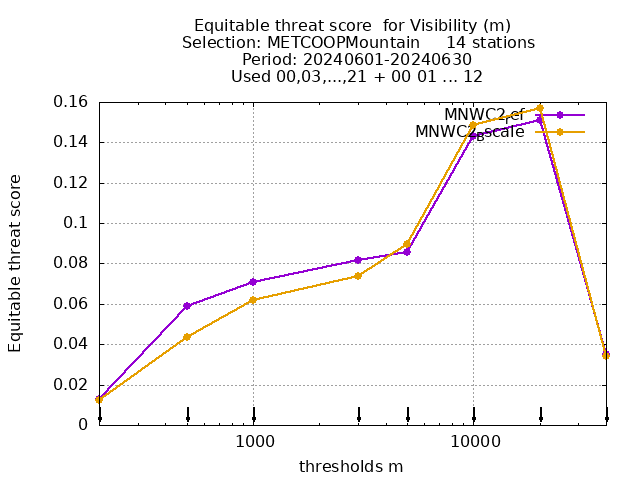 Equitable threat score  for Visibility (m)
Selection: METCOOPMountain     14 stations
Period: 20240601-20240630
Used 00,03,...,21 + 00 01 ... 12
MNWC2ref
MNWC2Bscale
0.16
0.14
0.12
0.1
0.08
0.06
0.04
0.02
0
Equitable threat score
1000 10000
thresholds m